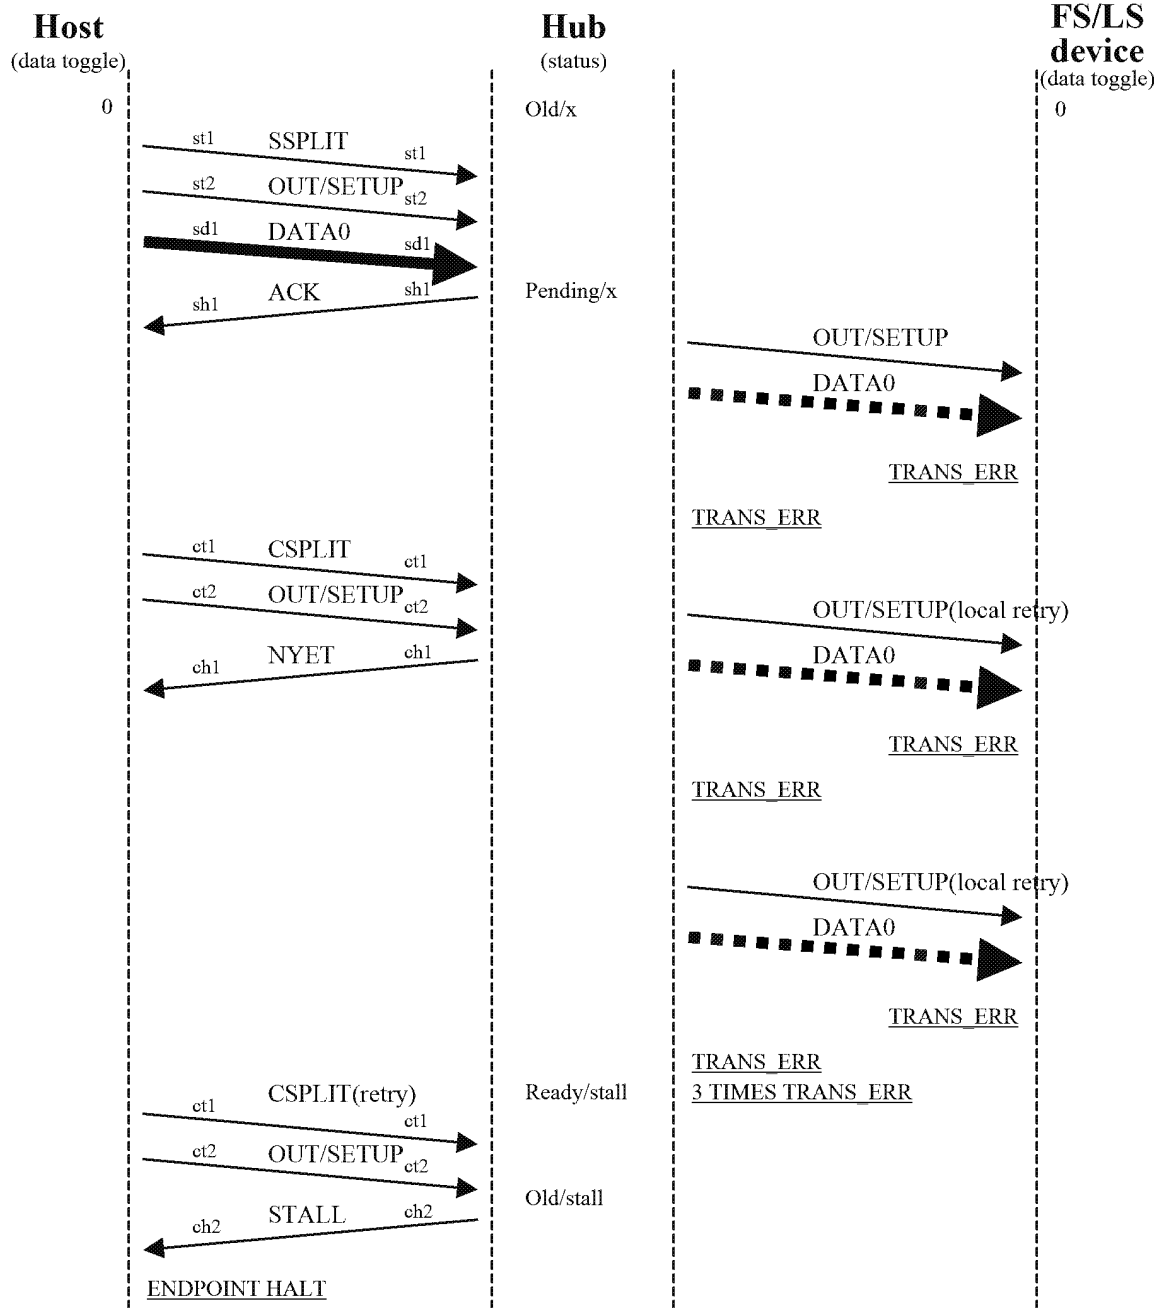 Host
(data toggle)
Hub
(status)
FS/LS
device
(data toggle)
0
Old/x
0
st1 SSPLIT st1
st2 OUT/SETUP st2
sd1 DATA0 sd1
sh1 ACK sh1
Pending/x
OUT/SETUP
DATA0
TRANS_ERR
TRANS_ERR
ct1 CSPLIT ct1
ct2 OUT/SETUP ct2
OUT/SETUP(local retry)
ch1 NYET ch1
DATA0
TRANS_ERR
TRANS_ERR
OUT/SETUP(local retry)
DATA0
TRANS_ERR
TRANS_ERR
ct1 CSPLIT(retry) ct1
Ready/stall
3 TIMES TRANS_ERR
ct2 OUT/SETUP ct2
Old/stall
ch2 STALL ch2
ENDPOINT HALT